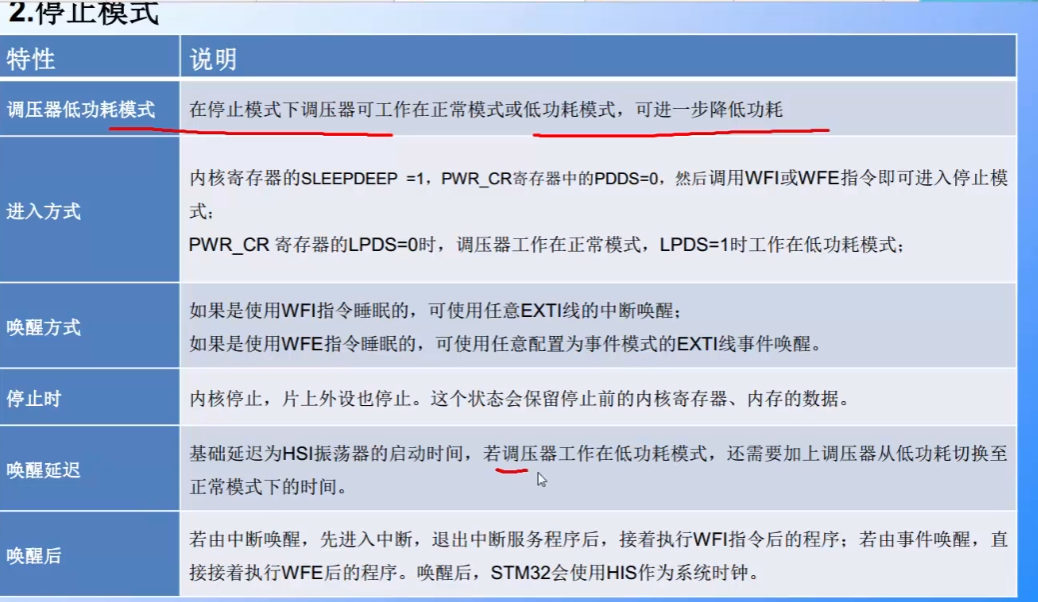 2.停止模式
特性 说明
调压器低功耗模式 在停止模式下调压器可工作在正常模式或低功耗模式，可进一步降低功耗
进入方式 内核寄存器的SLEEPDEEP =1，PWR_CR寄存器中的PDDS=0，然后调用WFI或WFE指令即可进入停止模
式；
PWR_CR 寄存器的LPDS=0时，调压器工作在正常模式，LPDS=1时工作在低功耗模式；
唤醒方式 如果是使用WFI指令睡眠的，可使用任意EXTI线的中断唤醒；
如果是使用WFE指令睡眠的，可使用任意配置为事件模式的EXTI线事件唤醒。
停止时 内核停止，片上外设也停止。这个状态会保留停止前的内核寄存器、内存的数据。
唤醒延迟 基础延迟为HSI振荡器的启动时间，若调压器工作在低功耗模式，还需要加上调压器从低功耗切换至
正常模式下的时间。
唤醒后 若由中断唤醒，先进入中断，退出中断服务程序后，接着执行WFI指令后的程序；若由事件唤醒，直
接接着执行WFE后的程序。唤醒后，STM32会使用HIS作为系统时钟。